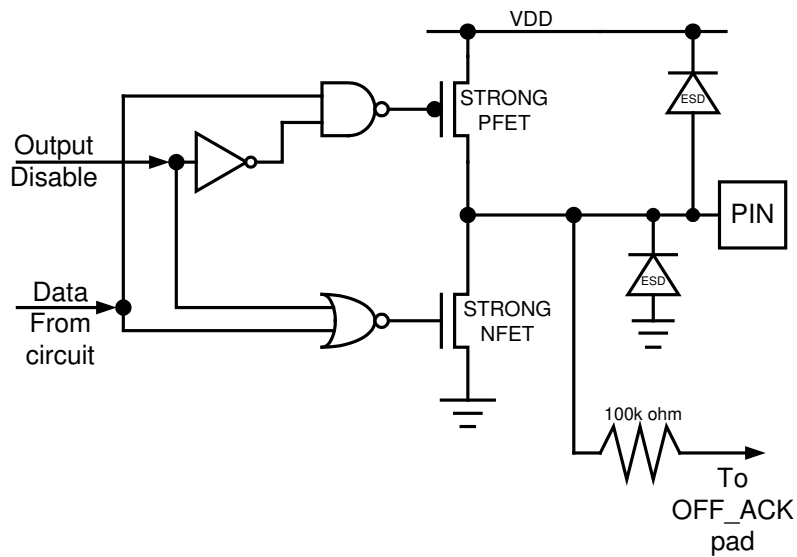 VDD
STRONG
PFET
ESD
Output
Disable
PIN
ESD
Data
From
circuit
STRONG
NFET
100k ohm
To
OFF_ACK
pad